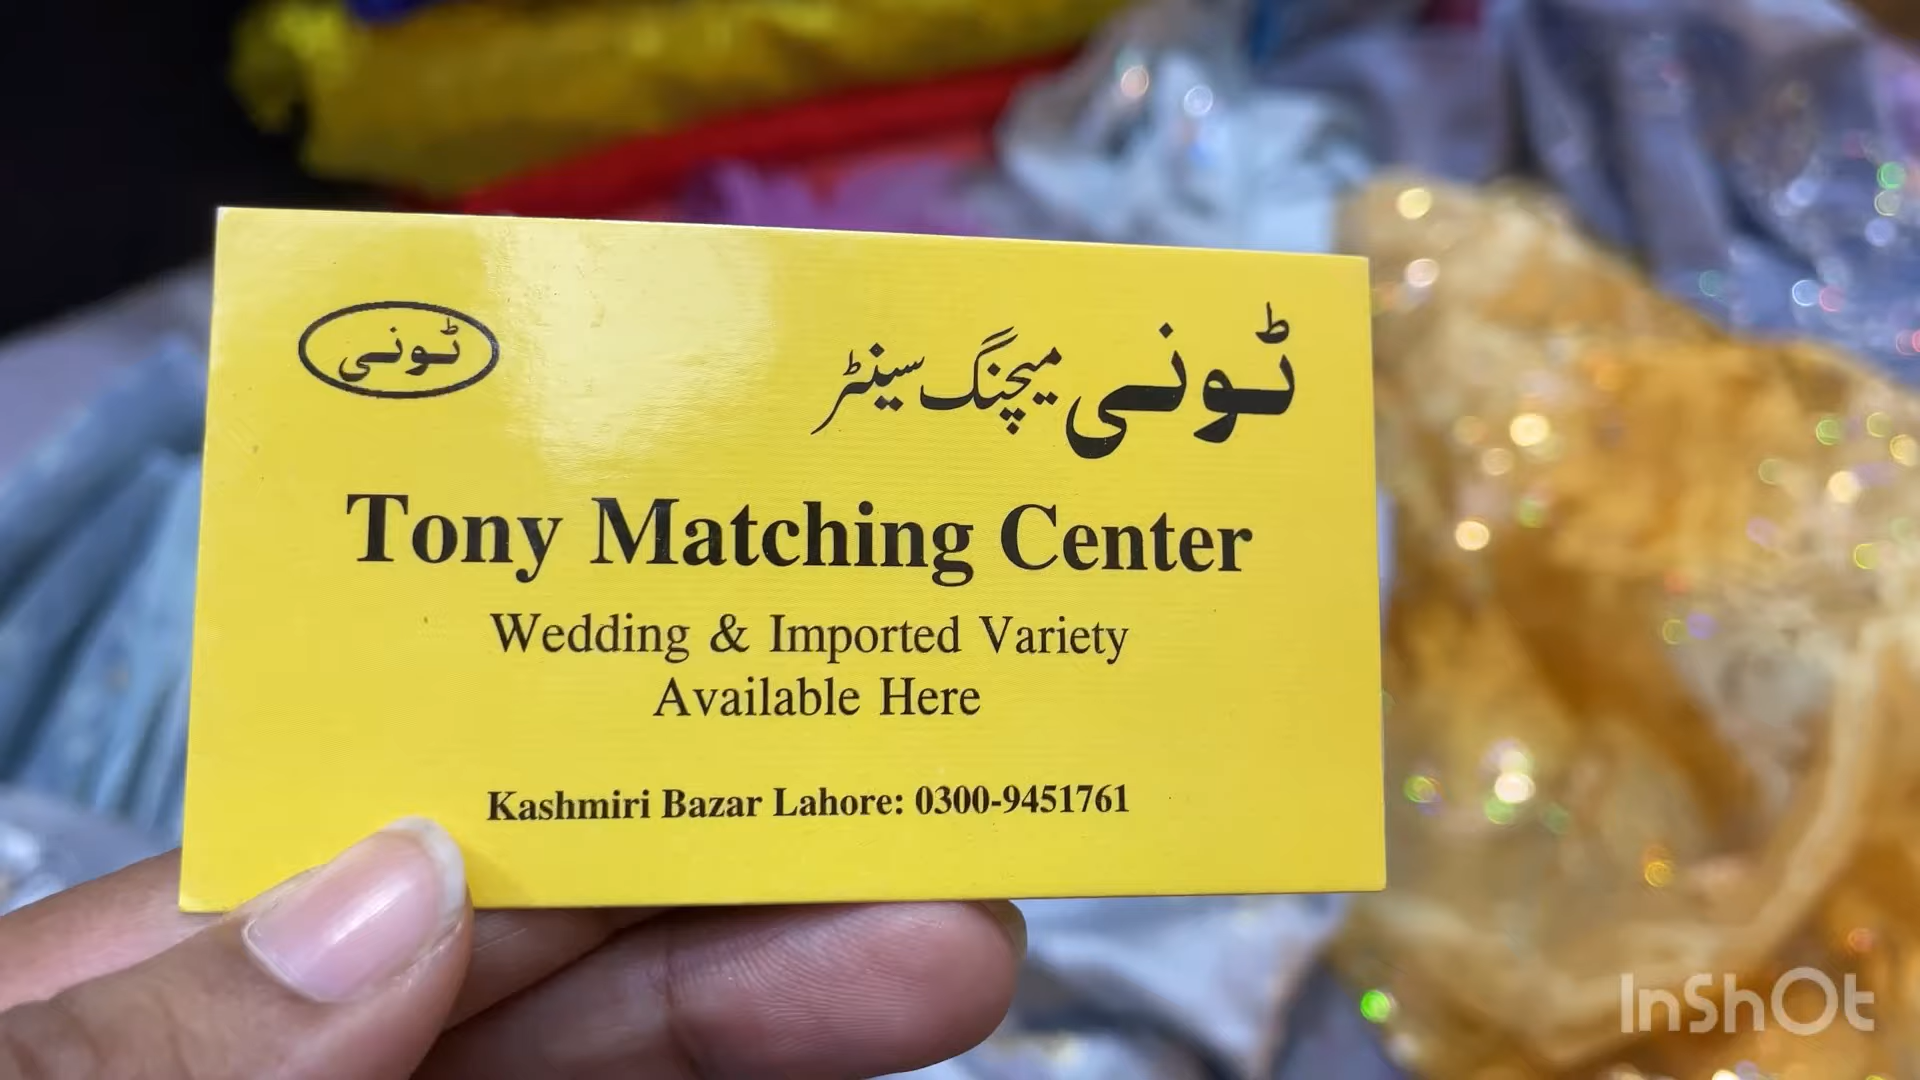 ٹونی
ٹونی میچنگ سینٹر
Tony Matching Center
Wedding & Imported Variety
Available Here
Kashmiri Bazar Lahore: 0300-9451761
InShOt